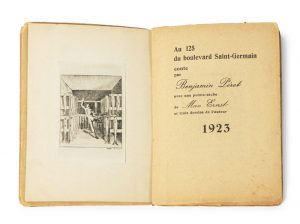 Au 125
du boulevard Saint-Germain
conte
par
Benjamin Péret
avec une pointe-sèche
de Max Ernst
et trois dessins de l'auteur
1923